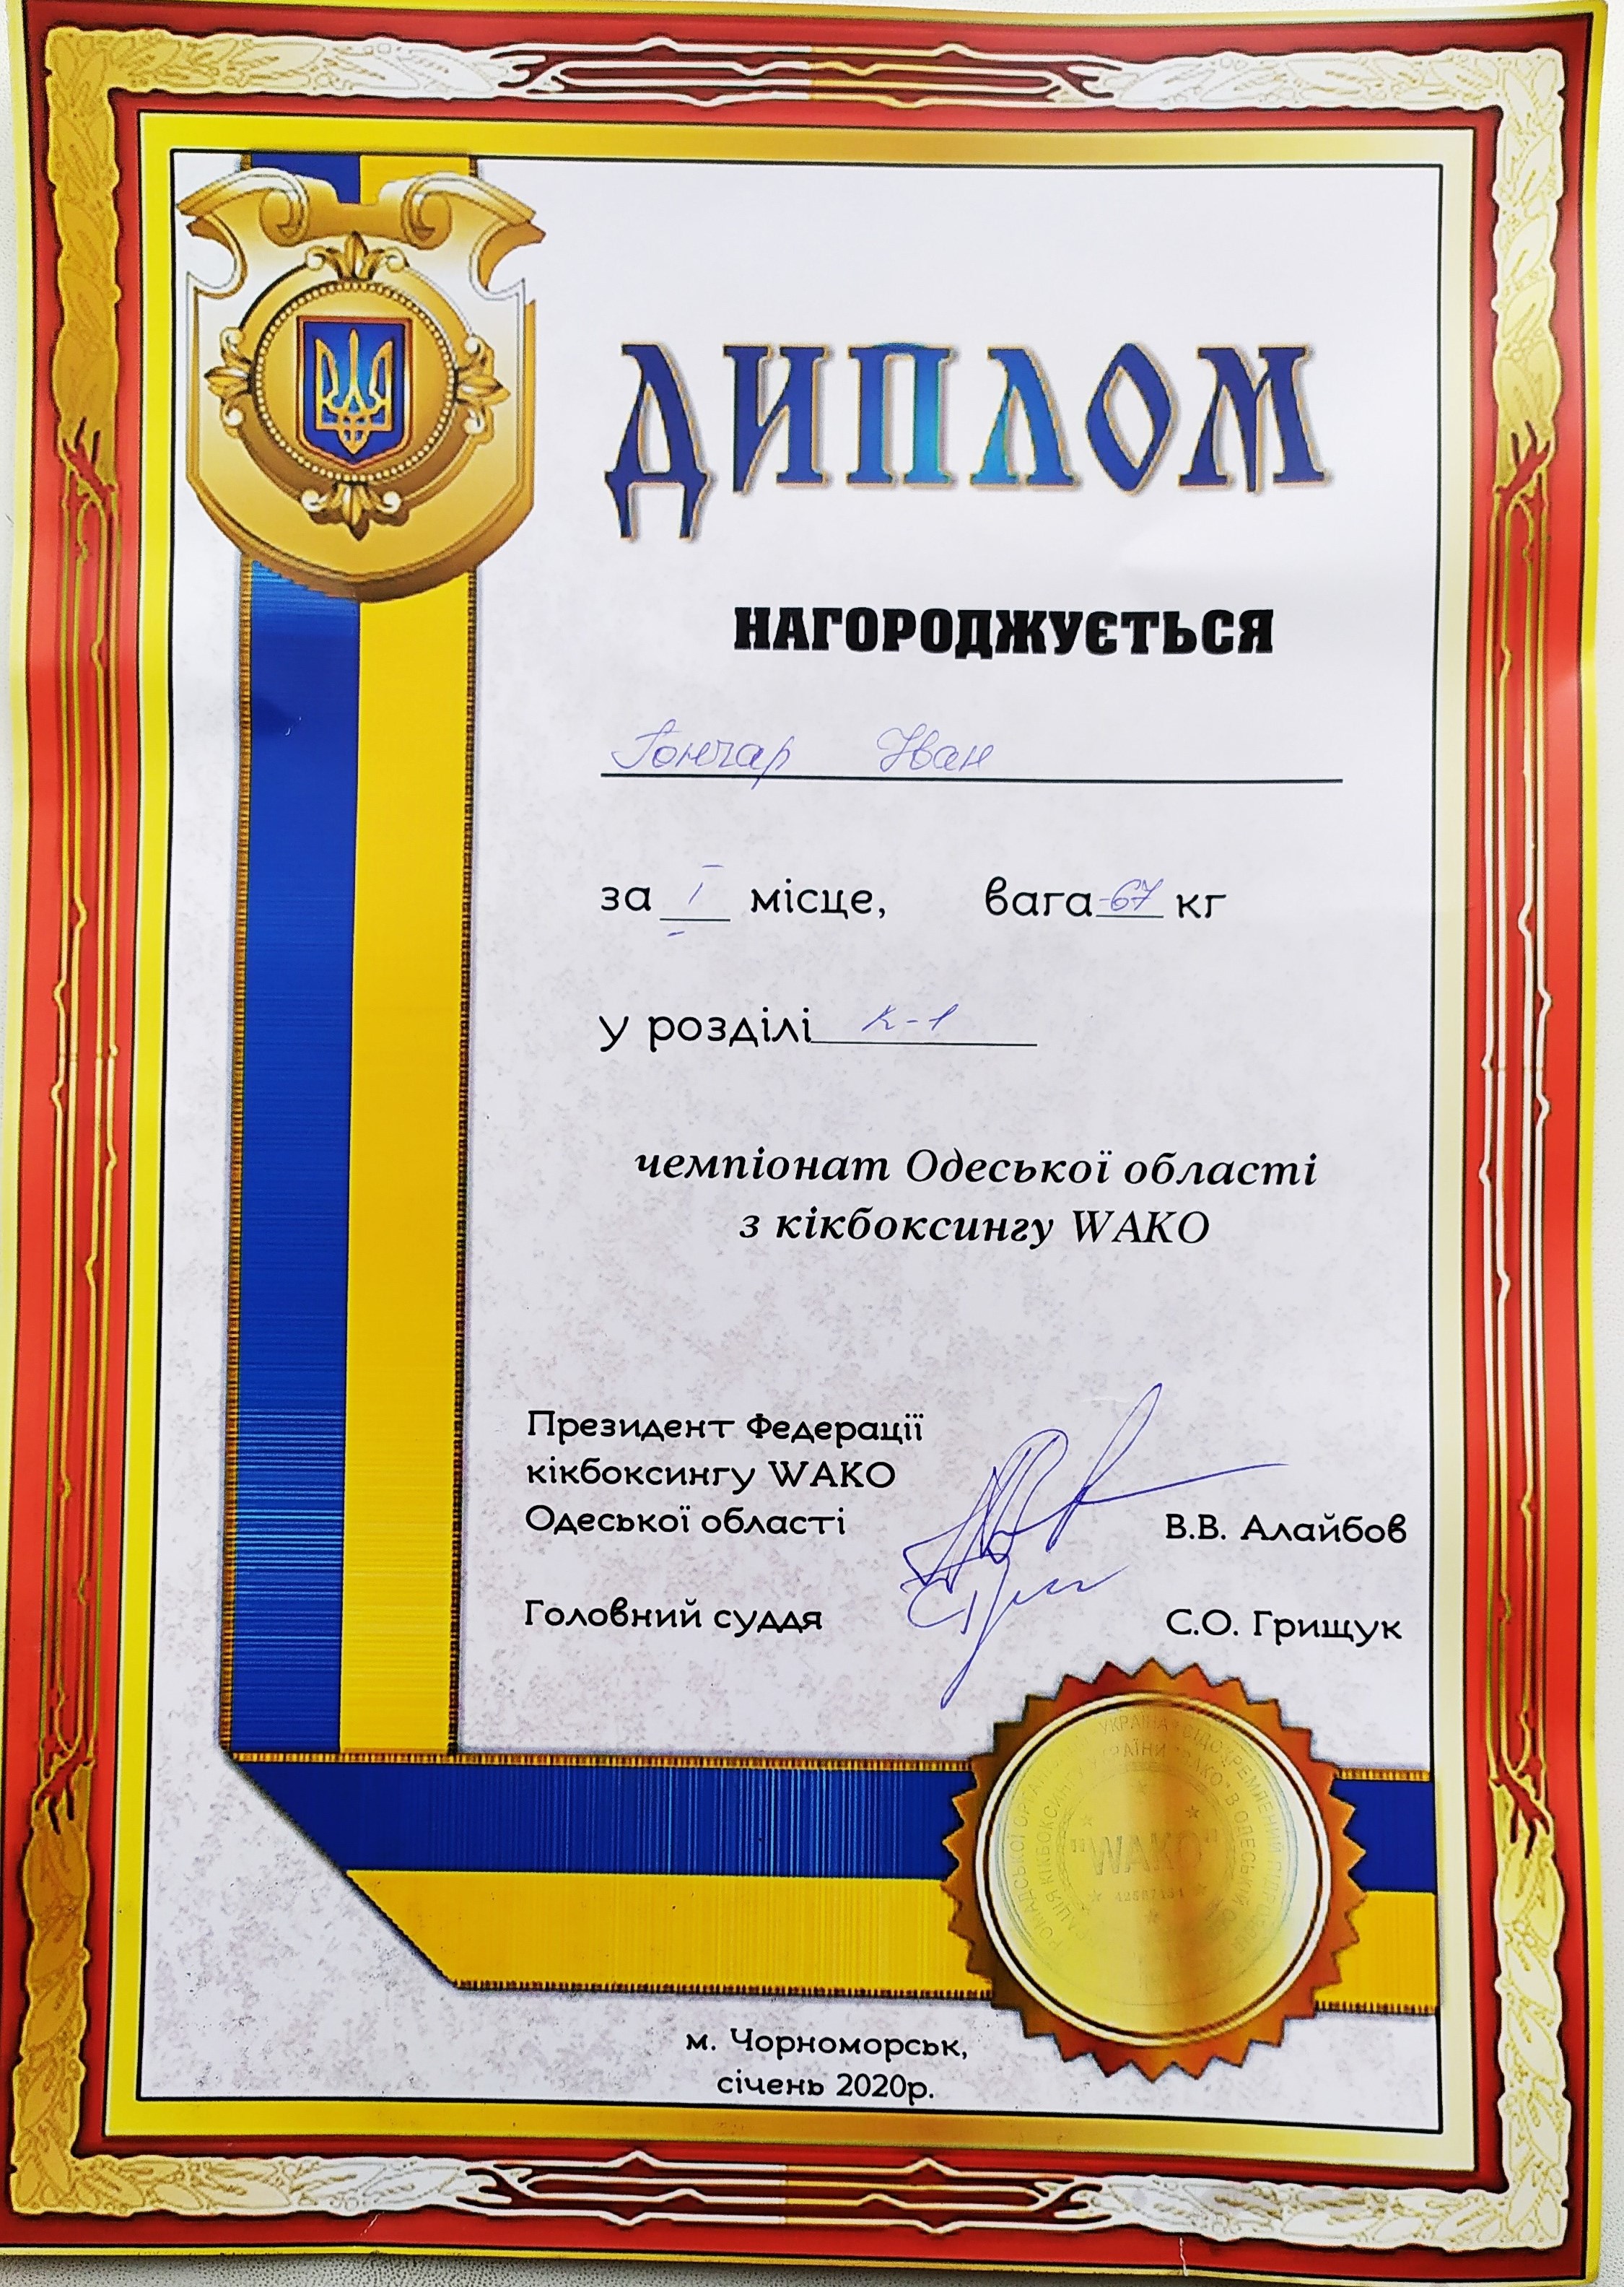 ДИПЛОМ
НАГОРОДЖУЄТЬСЯ
Гончар Іван
за I місце, вага -67 кг
у розділі К-1
чемпіонат Одеської області
з кікбоксингу WAKO
Президент Федерації
кікбоксингу WAKO
Одеської області
В.В. Алайбов
Головний суддя
С.О. Грищук
"WAKO"
м. Чорноморськ,
січень 2020р.